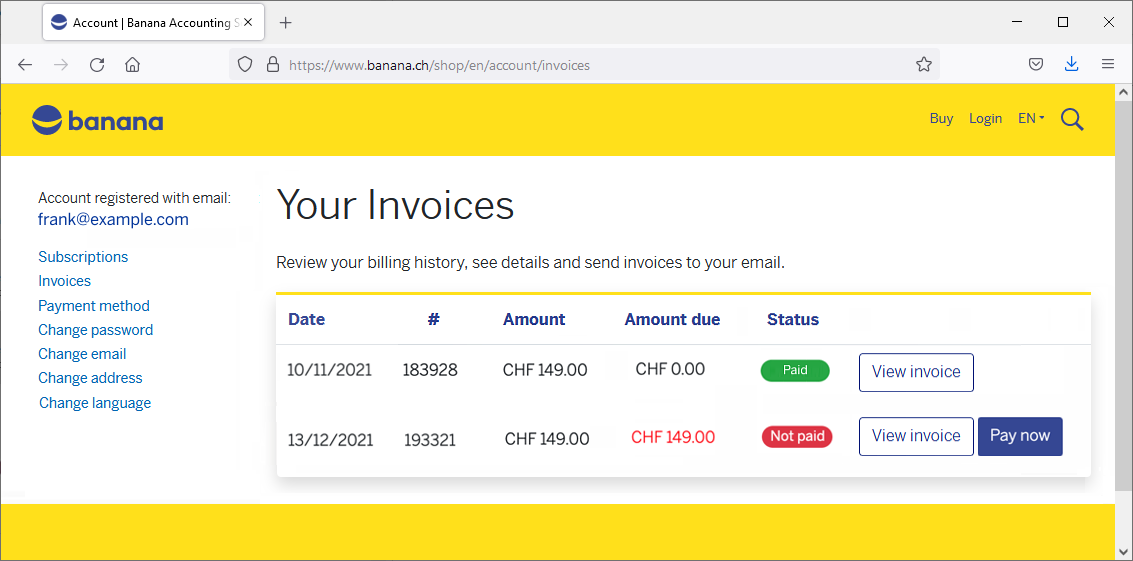 Account | Banana Accounting S
https://www.banana.ch/shop/en/account/invoices
banana
Buy Login EN
Account registered with email:
frank@example.com
Subscriptions
Invoices
Payment method
Change password
Change email
Change address
Change language
Your Invoices
Review your billing history, see details and send invoices to your email.
Date # Amount Amount due Status
10/11/2021 183928 CHF 149.00 CHF 0.00 Paid View invoice
13/12/2021 193321 CHF 149.00 CHF 149.00 Not paid View invoice Pay now